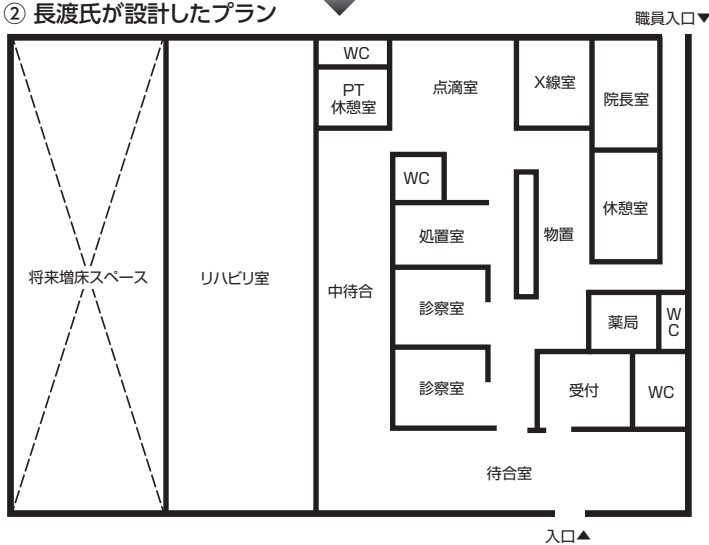 ② 長渡氏が設計したプラン
職員入口▼
WC
PT
休憩室
点滴室
X線室
院長室
WC
休憩室
処置室
物置
将来増床スペース
リハビリ室
中待合
診察室
薬局
W
C
診察室
受付
WC
待合室
入口▲